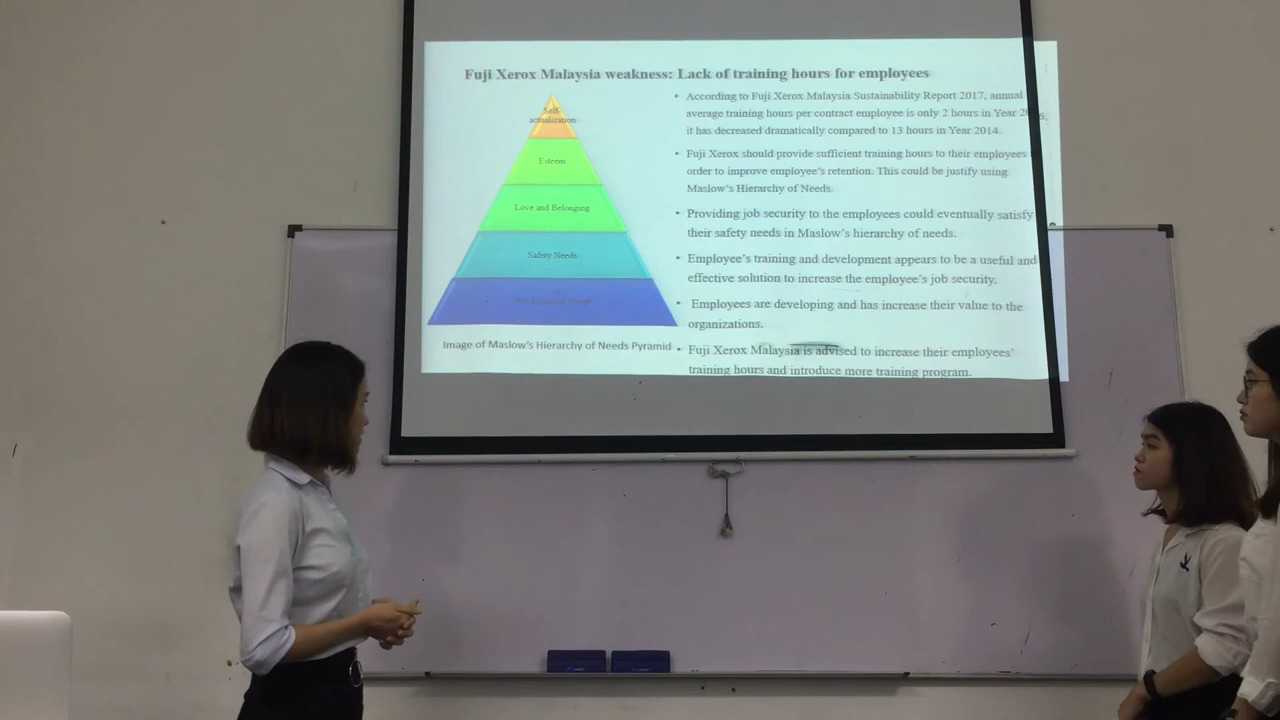 Fuji Xerox Malaysia weakness: Lack of training hours for employees
Self-
actualization
Esteem
Love and Belonging
Safety Needs
Image of Maslow's Hierarchy of Needs Pyramid
• According to Fuji Xerox Malaysia Sustainability Report 2017, annual
average training hours per contract employee is only 2 hours in Year
it has decreased dramatically compared to 13 hours in Year 2014.
• Fuji Xerox should provide sufficient training hours to their employees
order to improve employee's retention. This could be justify using
Maslow's Hierarchy of Needs.
• Providing job security to the employees could eventually satisfy
their safety needs in Maslow's hierarchy of needs.
• Employee's training and development appears to be a useful and
effective solution to increase the employee's job security.
• Employees are developing and has increase their value to the
organizations.
• Fuji Xerox Malaysia is advised to increase their employees'
training hours and introduce more training program.